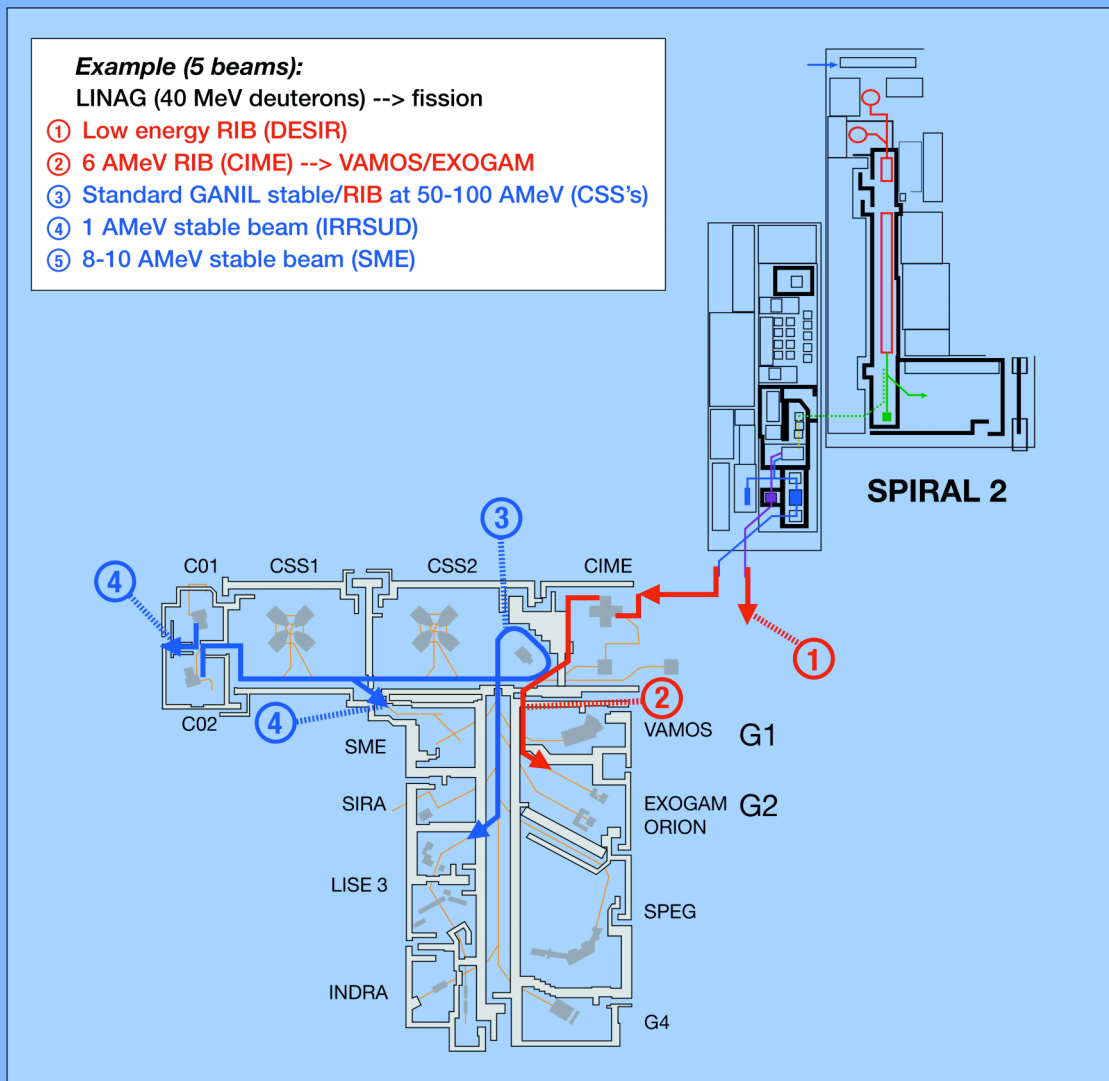 Example (5 beams):
LINAG (40 MeV deuterons) --> fission
1 Low energy RIB (DESIR)
2 6 AMeV RIB (CIME) --> VAMOS/EXOGAM
3 Standard GANIL stable/RIB at 50-100 AMeV (CSS's)
4 1 AMeV stable beam (IRRSUD)
5 8-10 AMeV stable beam (SME)
SPIRAL 2
3
C01
CSS1
CSS2
CIME
4
1
2
C02
4
SME
VAMOS
G1
SIRA
EXOGAM
ORION
G2
LISE 3
SPEG
INDRA
G4